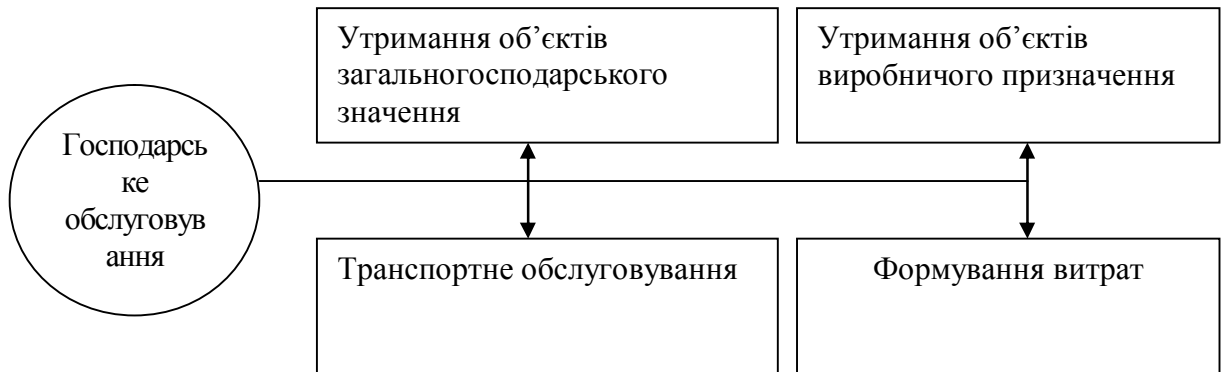 Утримання об’єктів
загальногосподарського
значення
Утримання об’єктів
виробничого призначення
Господарсь
ке
обслуговув
ання
Транспортне обслуговування
Формування витрат